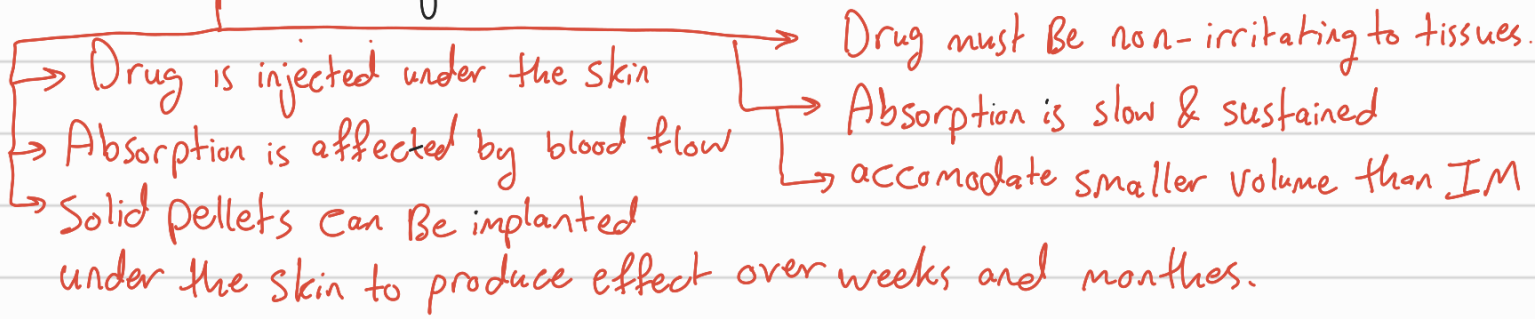 Drug is injected under the skin
Absorption is affected by blood flow
Solid pellets can Be implanted
under the skin to produce effect over weeks and monthes.
Drug must Be non-irritating to tissues.
Absorption is slow & sustained
accomodate smaller volume than IM